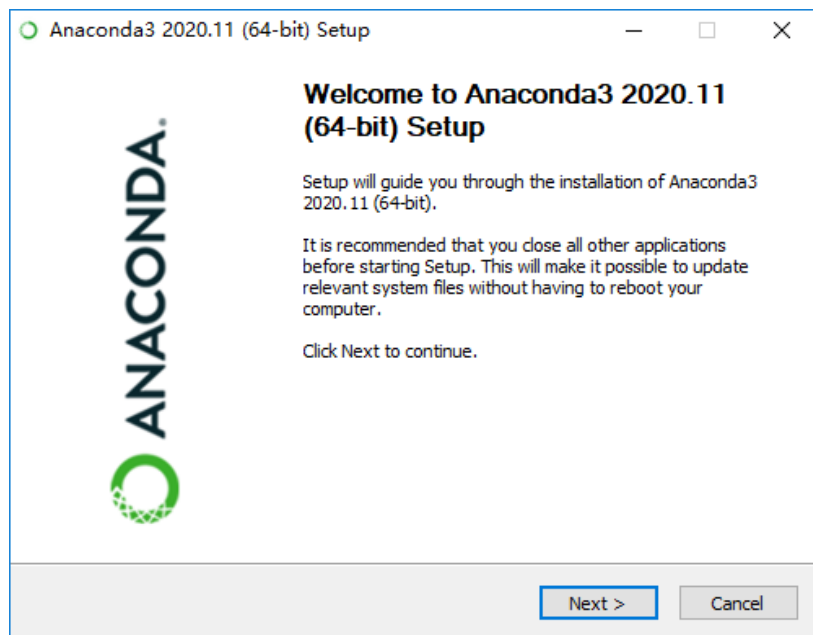 Anaconda3 2020.11 (64-bit) Setup
Welcome to Anaconda3 2020.11
(64-bit) Setup
Setup will guide you through the installation of Anaconda3
2020.11 (64-bit).
It is recommended that you close all other applications
before starting Setup. This will make it possible to update
relevant system files without having to reboot your
computer.
Click Next to continue.
ANACONDA.
Next >
Cancel